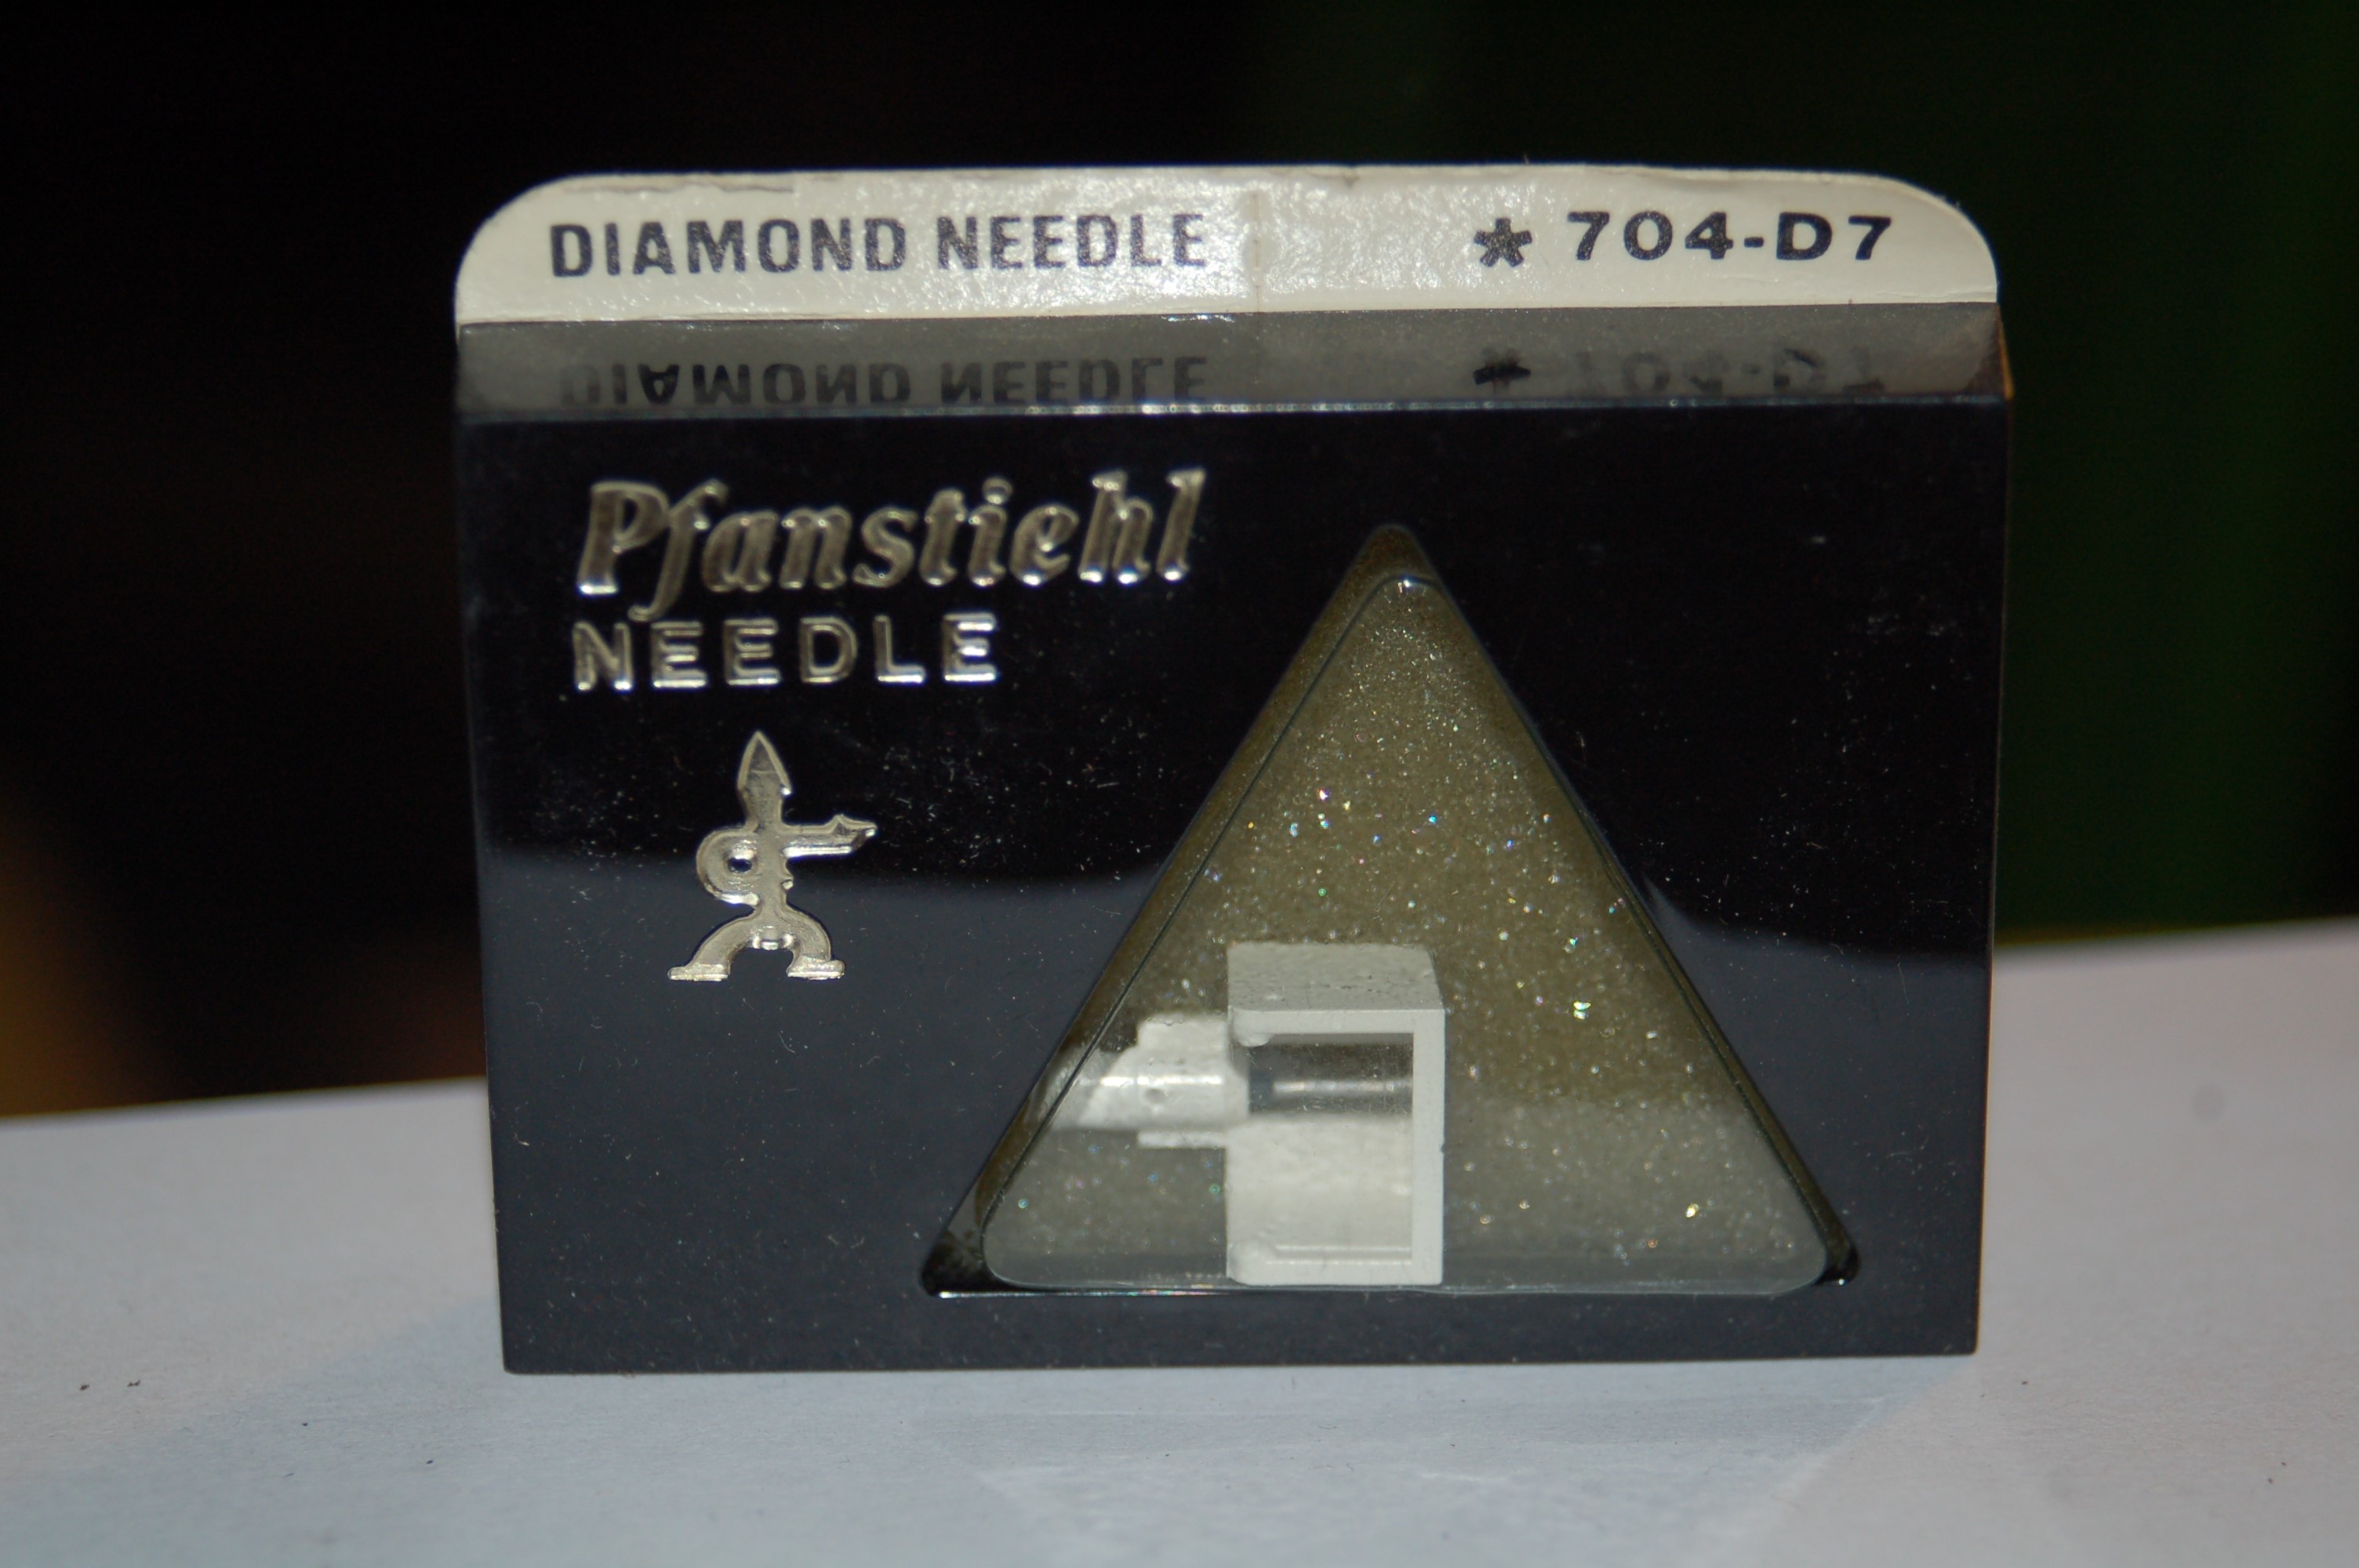 DIAMOND NEEDLE * 704-D7
Pfanstiehl
NEEDLE